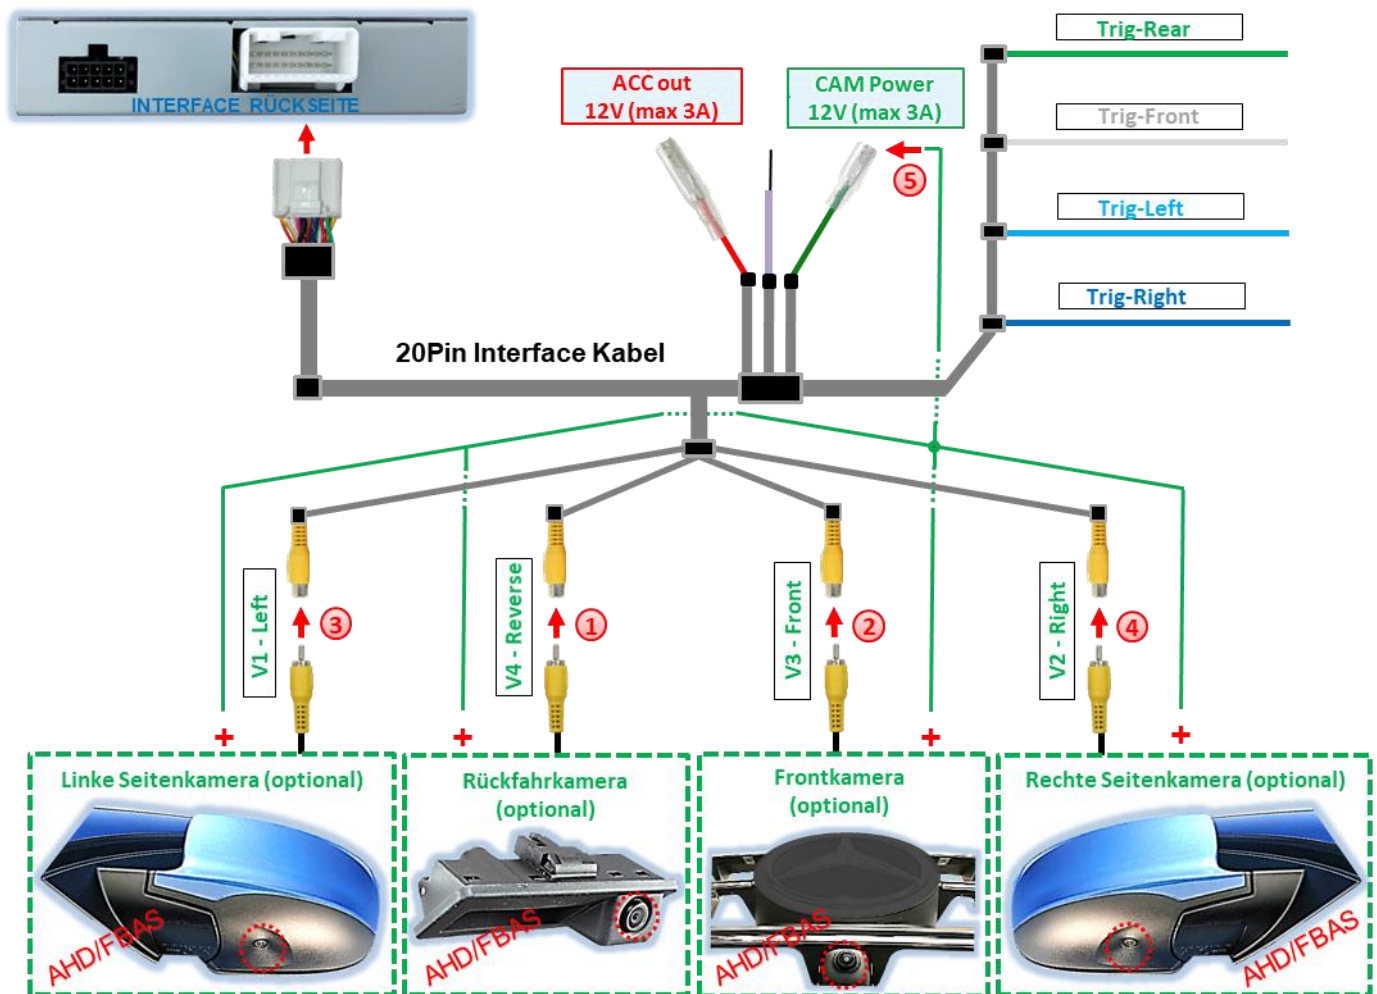 INTERFACE RÜCKSEITE
ACC out
12V (max 3A)
CAM Power
12V (max 3A)
Trig-Rear
Trig-Front
Trig-Left
Trig-Right
5
20Pin Interface Kabel
V1 - Left
3
V4 - Reverse
1
V3 - Front
2
V2 - Right
4
+
+
+
+
Linke Seitenkamera (optional)
AHD/FBAS
Rückfahrkamera
(optional)
AHD/FBAS
Frontkamera
(optional)
AHD/FBAS
Rechte Seitenkamera (optional)
AHD/FBAS